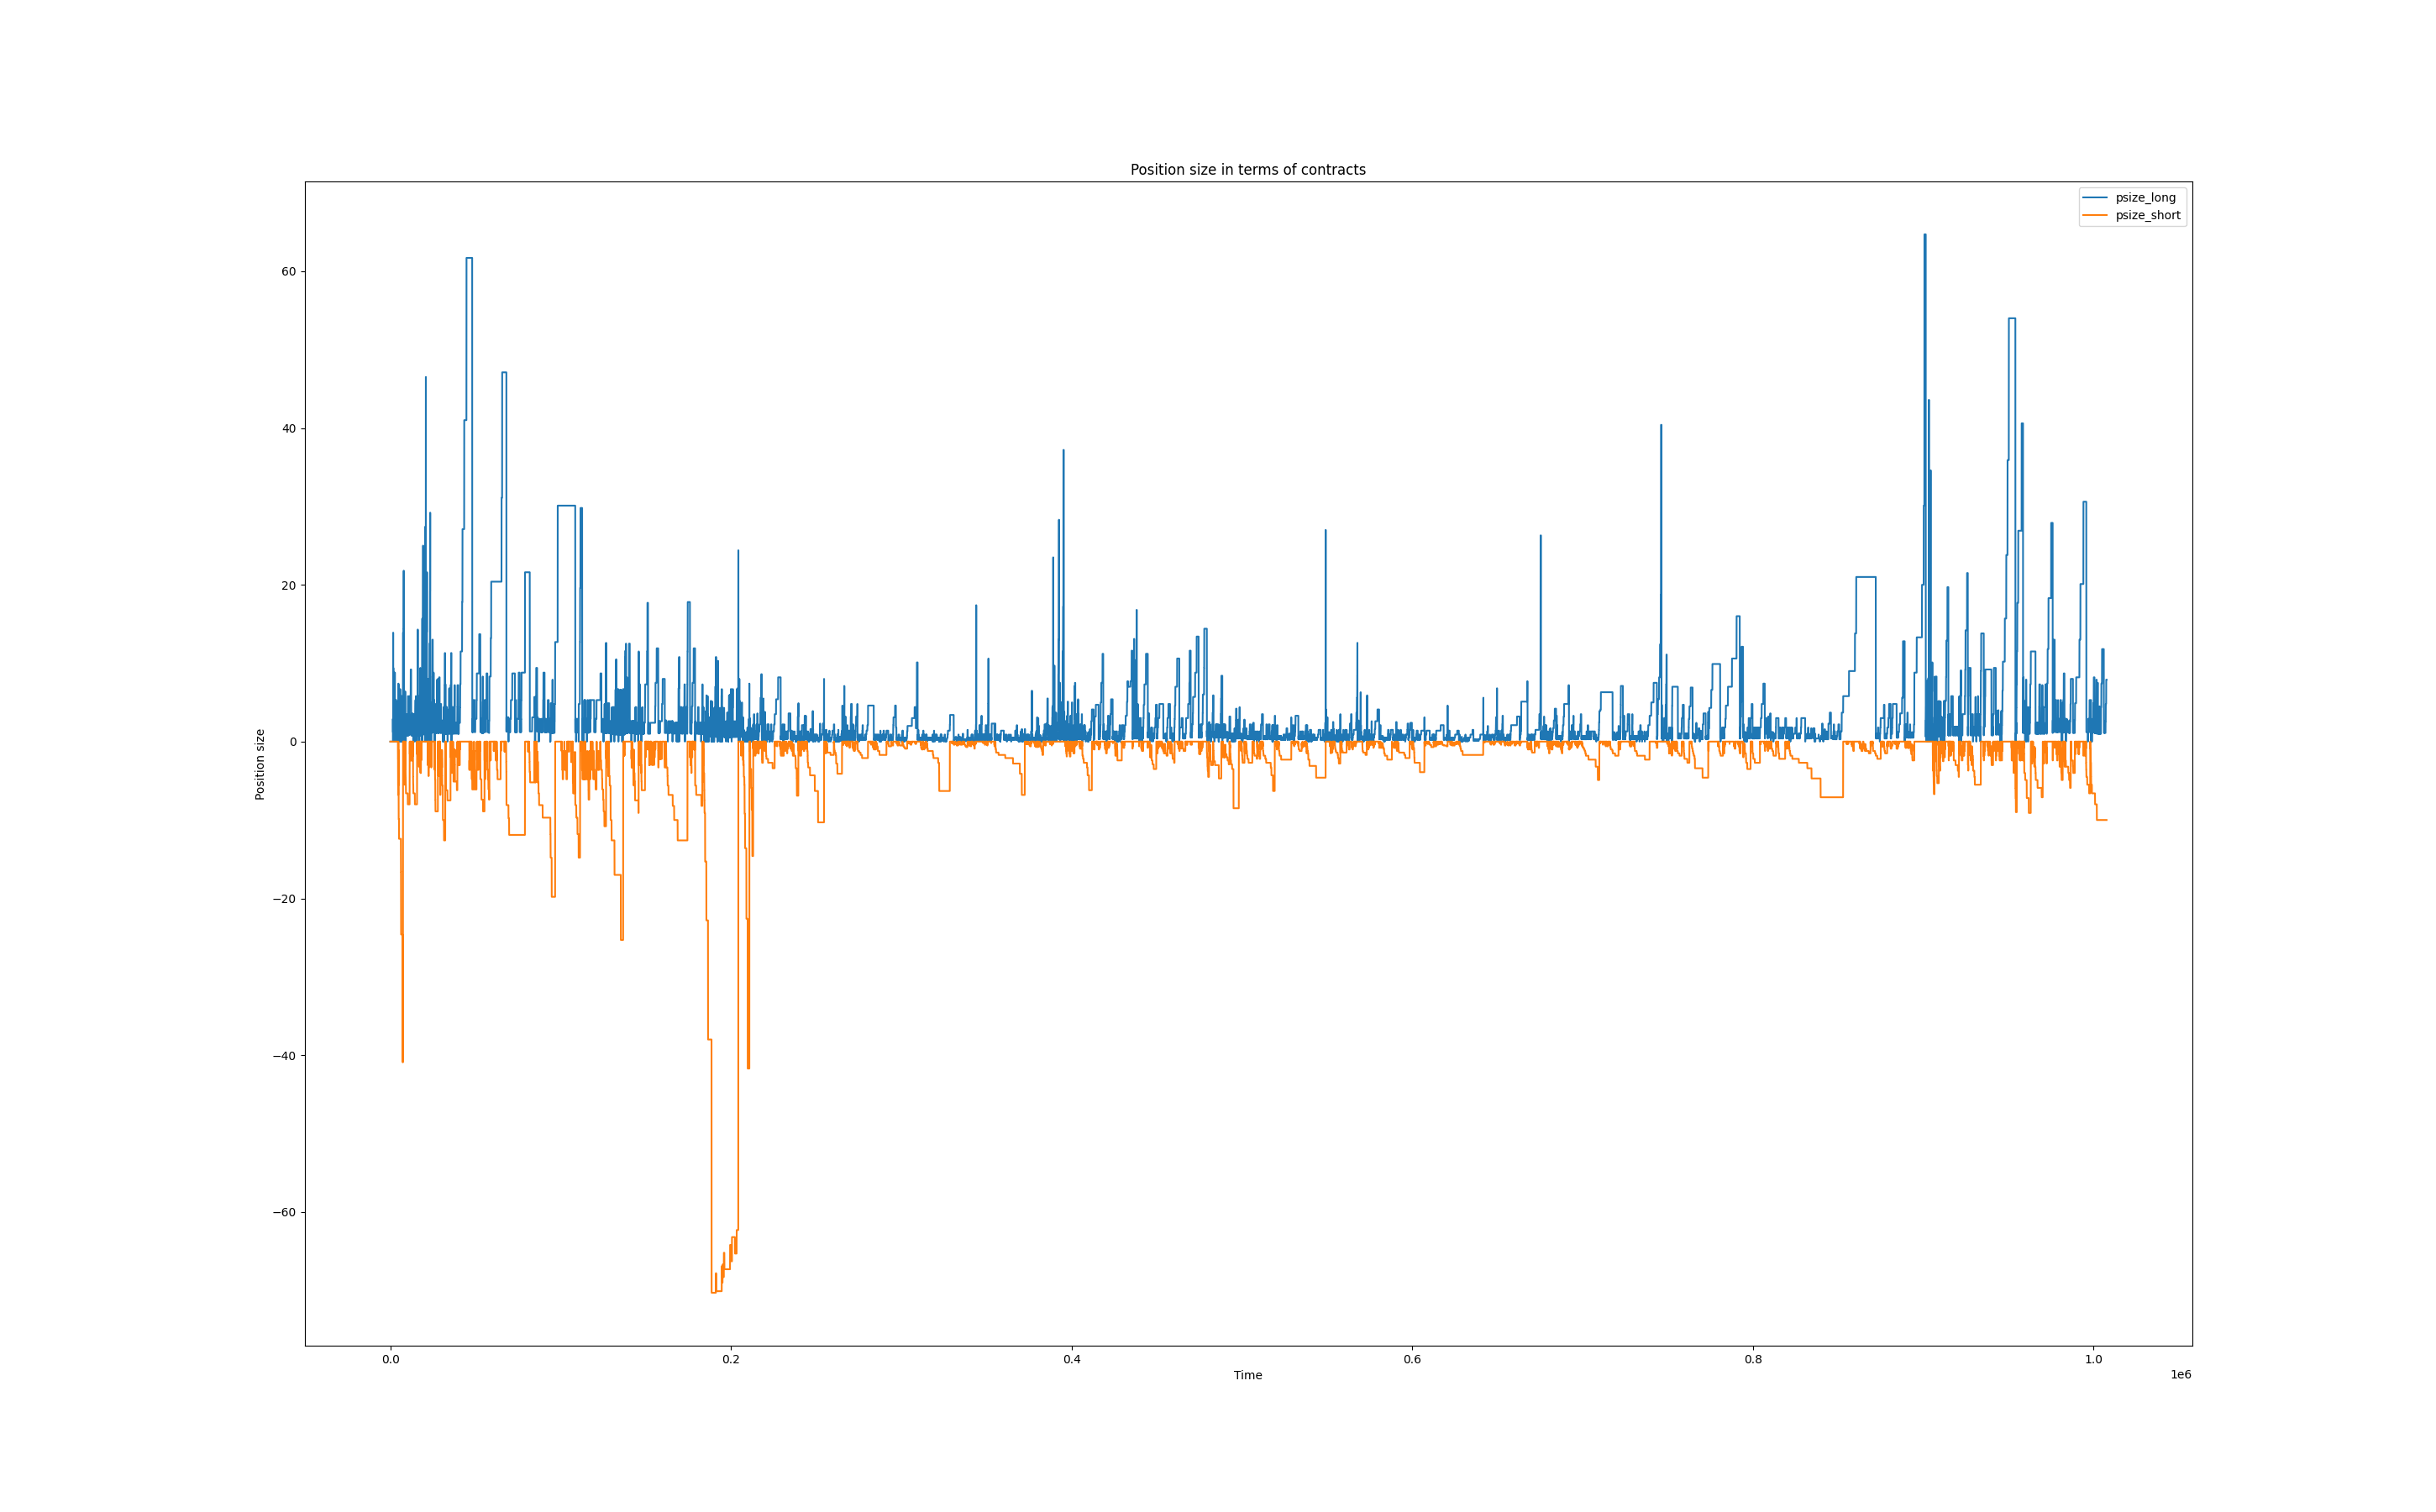 Position size in terms of contracts
psize_long
psize_short
Position size
60
40
20
0
−20
−40
−60
0.0
0.2
0.4
0.6
0.8
1.0
1e6
Time